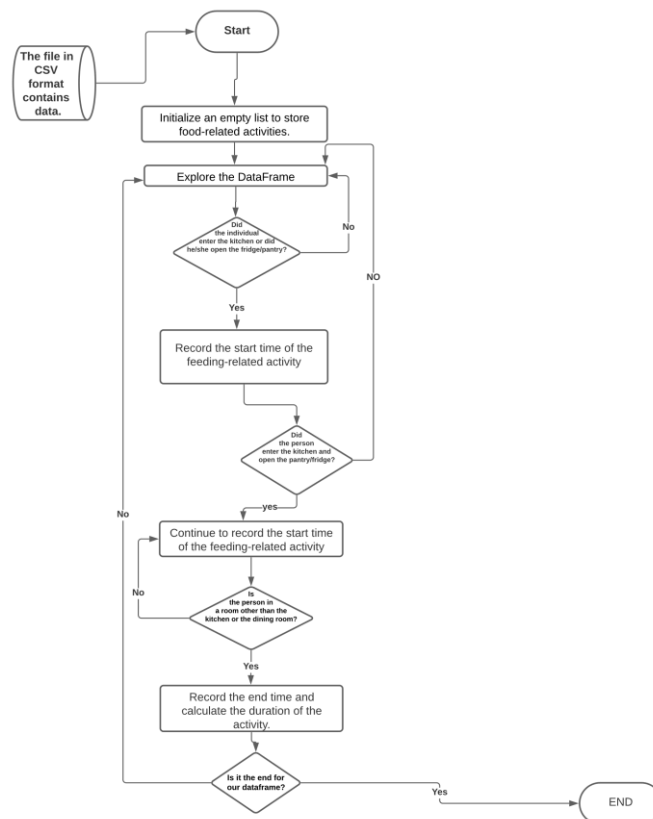 Start
The file in
CSV
format
contains
data.
Initialize an empty list to store
food-related activities.
Explore the DataFrame
Did
the individual
enter the kitchen or did
he/she open the fridge/pantry?
No
NO
Yes
Record the start time of the
feeding-related activity
Did
the person
enter the kitchen and
open the pantry/fridge?
No
yes
Continue to record the start time
of the feeding-related activity
No
Is
the person in
a room other than the
kitchen or the dining room?
Yes
Record the end time and
calculate the duration of the
activity.
Is it the end for
our dataframe?
Yes
END